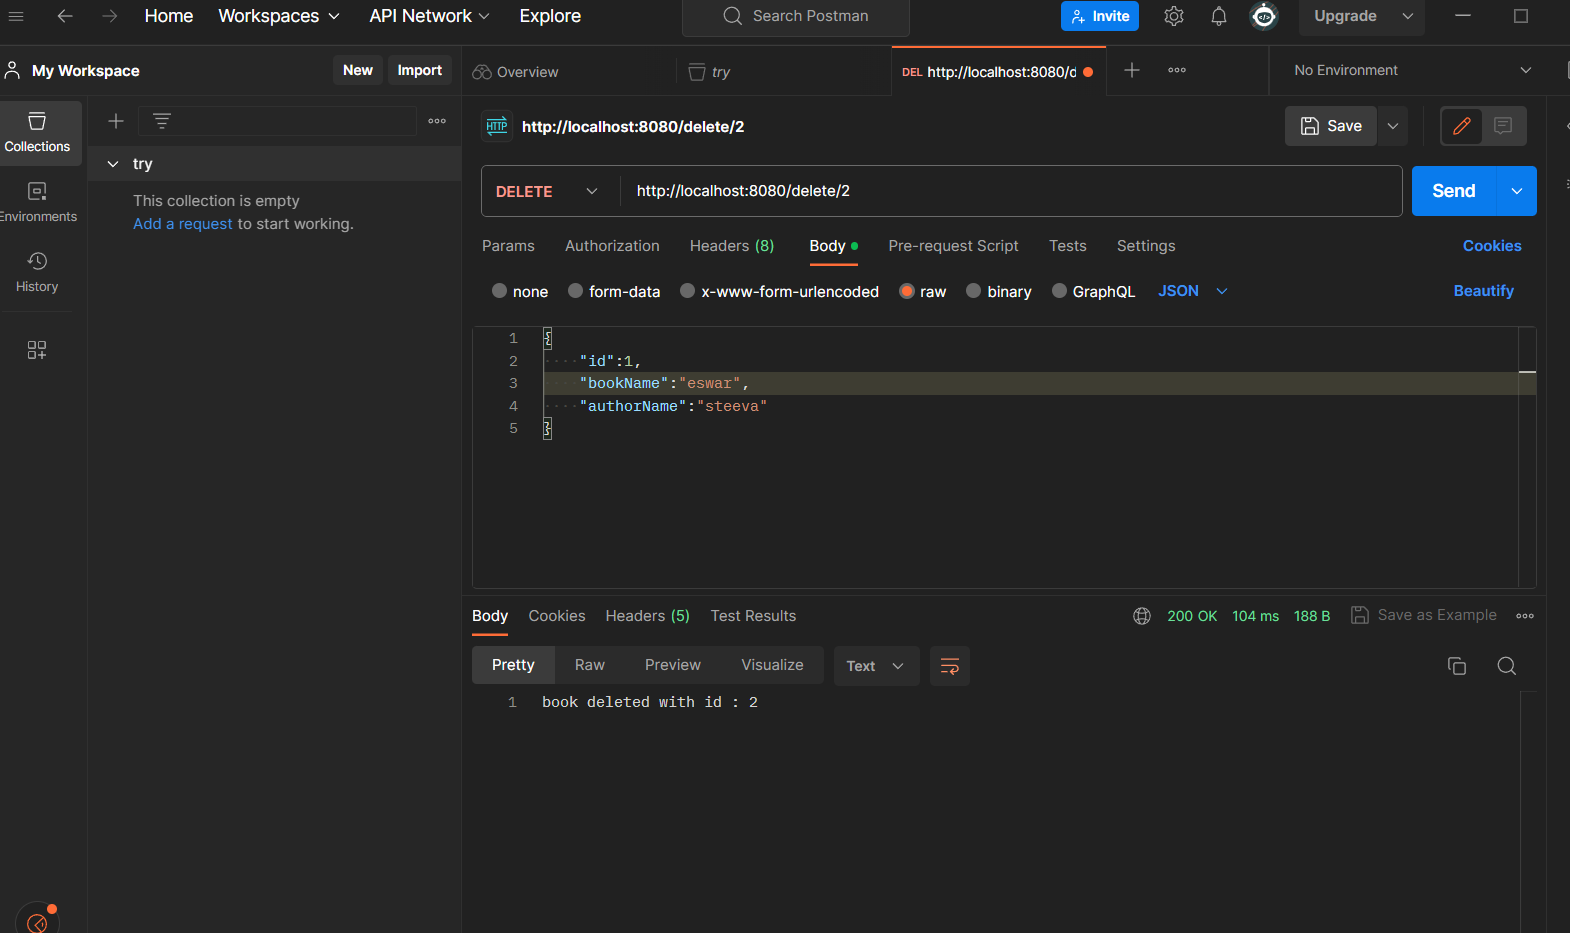 Home Workspaces API Network Explore Search Postman Invite Upgrade
My Workspace New Import
Overview try DEL http://localhost:8080/d No Environment
Collections
Environments
History
try
This collection is empty
Add a request to start working.
HTTP http://localhost:8080/delete/2 Save
DELETE http://localhost:8080/delete/2 Send
Params Authorization Headers (8) Body Pre-request Script Tests Settings Cookies
none form-data x-www-form-urlencoded raw binary GraphQL JSON Beautify
1 {
2 "id":1,
3 "bookName":"eswar",
4 "authorName":"steeva"
5 }
Body Cookies Headers (5) Test Results 200 OK 104 ms 188 B Save as Example
Pretty Raw Preview Visualize Text
1 book deleted with id : 2